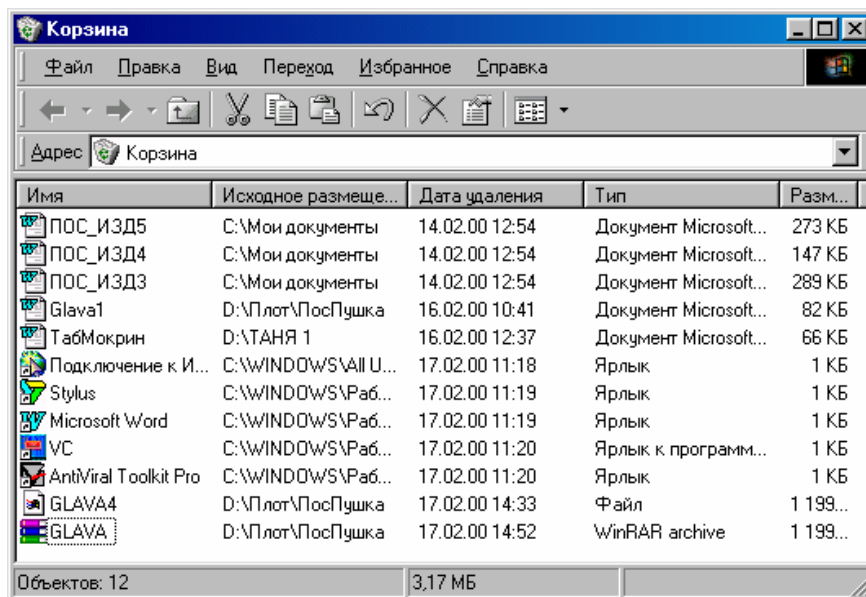 Корзина
Файл Правка Вид Переход Избранное Справка
Адрес Корзина
Имя Исходное размеще... Дата удаления Тип Разм...
ПОС_ИЗД5 C:\Мои документы 14.02.00 12:54 Документ Microsoft... 273 КБ
ПОС_ИЗД4 C:\Мои документы 14.02.00 12:54 Документ Microsoft... 147 КБ
ПОС_ИЗД3 C:\Мои документы 14.02.00 12:54 Документ Microsoft... 289 КБ
Glava1 D:\Плот\ПосПушка 16.02.00 10:41 Документ Microsoft... 82 КБ
ТабМокрин D:\ТАНЯ 1 16.02.00 12:37 Документ Microsoft... 66 КБ
Подключение к И... C:\WINDOWS\All U... 17.02.00 11:18 Ярлык 1 КБ
Stylus C:\WINDOWS\Раб... 17.02.00 11:19 Ярлык 1 КБ
Microsoft Word C:\WINDOWS\Раб... 17.02.00 11:19 Ярлык 1 КБ
VC C:\WINDOWS\Раб... 17.02.00 11:20 Ярлык к программ... 1 КБ
AntiViral Toolkit Pro C:\WINDOWS\Раб... 17.02.00 11:20 Ярлык 1 КБ
GLAVA4 D:\Плот\ПосПушка 17.02.00 14:33 Файл 1 199...
GLAVA D:\Плот\ПосПушка 17.02.00 14:52 WinRAR archive 1 199...
Объектов: 12 3,17 МБ